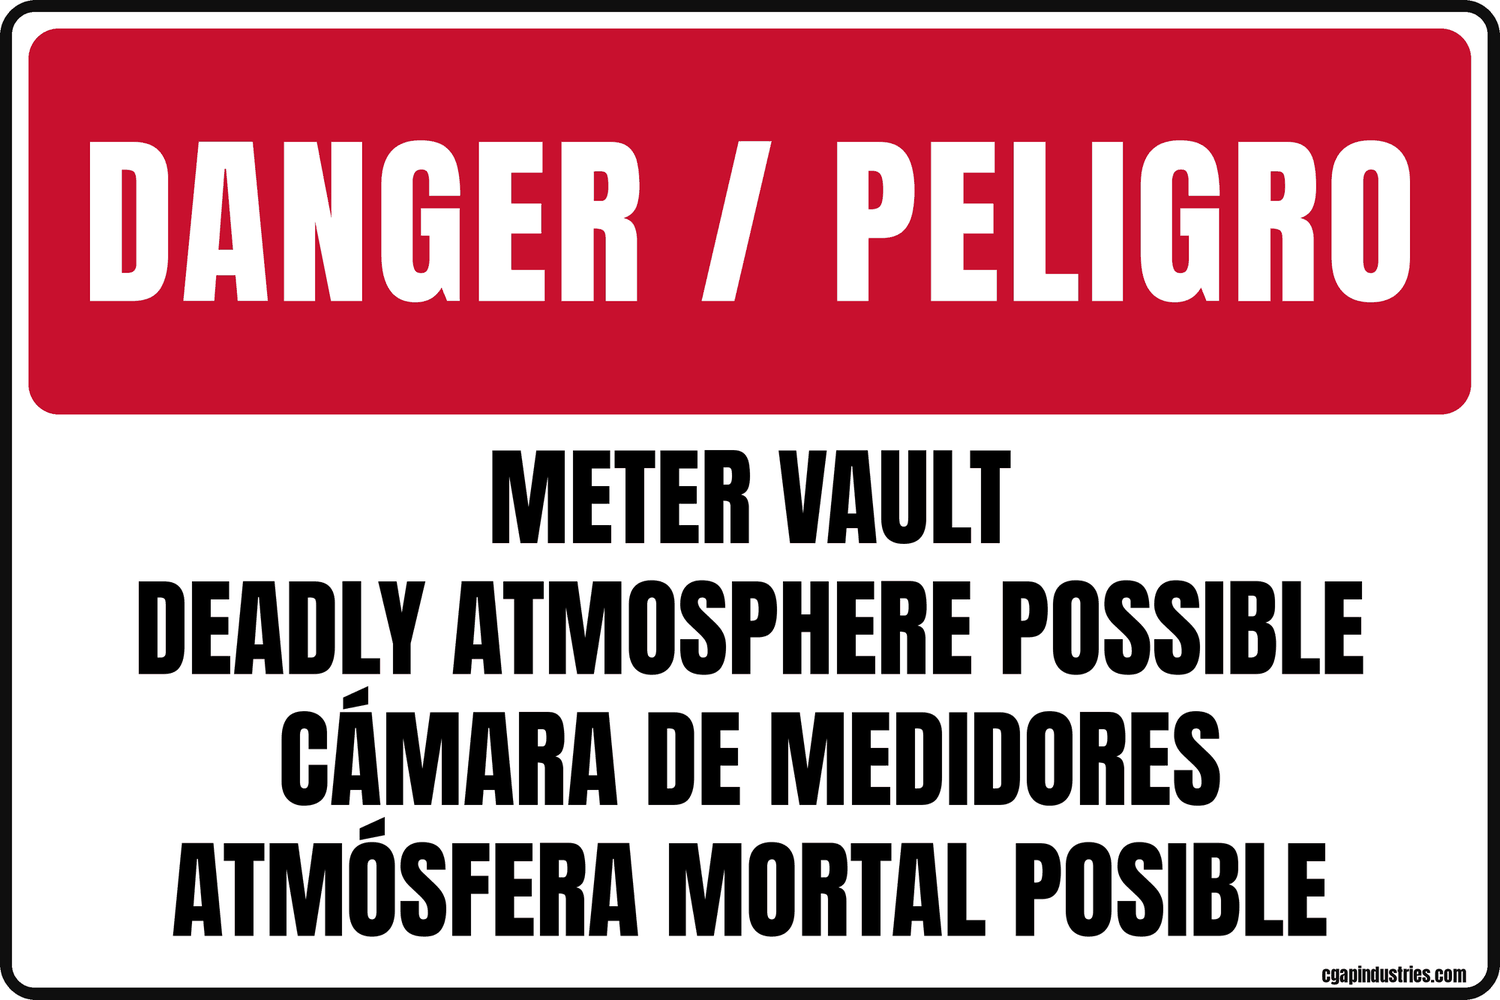 DANGER / PELIGRO
METER VAULT
DEADLY ATMOSPHERE POSSIBLE
CÁMARA DE MEDIDORES
ATMÓSFERA MORTAL POSIBLE
cgapindustries.com